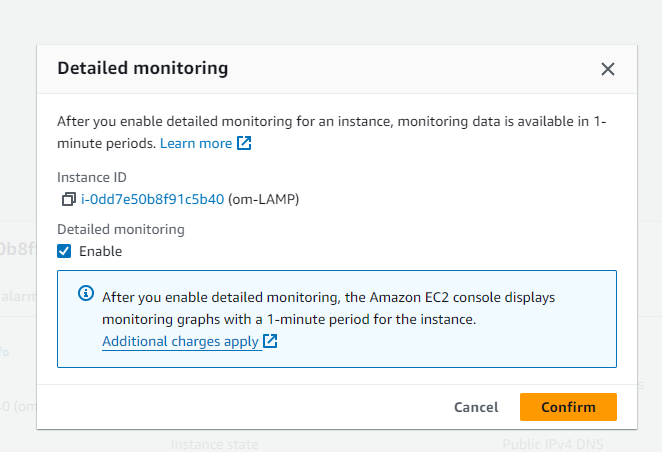 Detailed monitoring
After you enable detailed monitoring for an instance, monitoring data is available in 1-
minute periods. Learn more
Instance ID
i-0dd7e50b8f91c5b40 (om-LAMP)
Detailed monitoring
Enable
After you enable detailed monitoring, the Amazon EC2 console displays
monitoring graphs with a 1-minute period for the instance.
Additional charges apply
Cancel Confirm
0b8f9
alarm
40 (om
Instance state Public IPv4 DNS